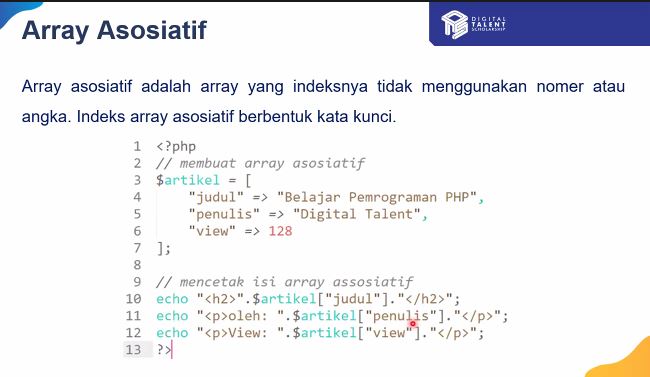 Array Asosiatif
DIGITAL
TALENT
SCHOLARSHIP
Array asosiatif adalah array yang indeksnya tidak menggunakan nomer atau
angka. Indeks array asosiatif berbentuk kata kunci.
1 <?php
2 // membuat array asosiatif
3 $artikel = [
4 "judul" => "Belajar Pemrograman PHP",
5 "penulis" => "Digital Talent",
6 "view" => 128
7 ];
8
9 // mencetak isi array assosiatif
10 echo "<h2>".$artikel["judul"]."</h2>";
11 echo "<p>oleh: ".$artikel["penulis"]."</p>";
12 echo "<p>View: ".$artikel["view"]."</p>";
13 ?>